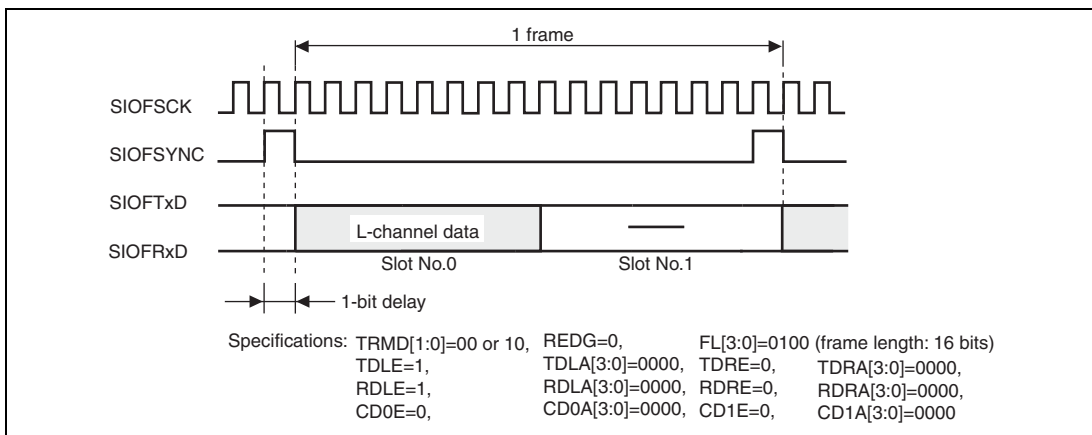 1 frame
SIOFSCK
SIOFSYNC
SIOFTxD
L-channel data
SIOFRxD
Slot No.0 Slot No.1
1-bit delay
Specifications: TRMD[1:0]=00 or 10, REDG=0, FL[3:0]=0100 (frame length: 16 bits)
TDLE=1, TDLA[3:0]=0000, TDRE=0, TDRA[3:0]=0000,
RDLE=1, RDLA[3:0]=0000, RDRE=0, RDRA[3:0]=0000,
CD0E=0, CD0A[3:0]=0000, CD1E=0, CD1A[3:0]=0000